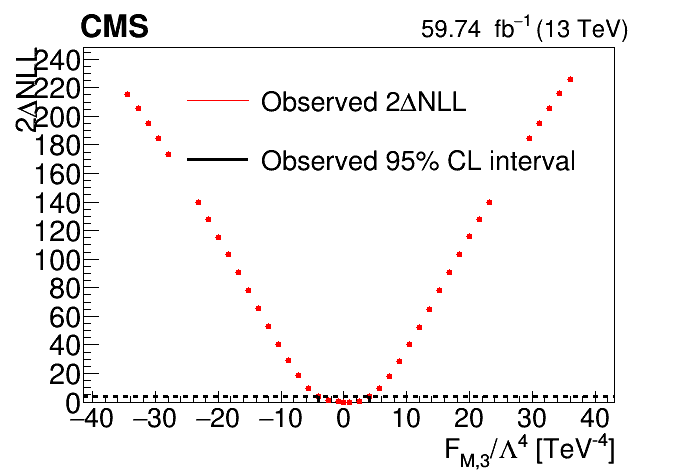 CMS 59.74 fb⁻¹ (13 TeV)
2ΔNLL
240
220
200
180
160
140
120
100
80
60
40
20
0
Observed 2ΔNLL
Observed 95% CL interval
−40 −30 −20 −10 0 10 20 30 40
F_M,3/Λ⁴ [TeV⁻⁴]